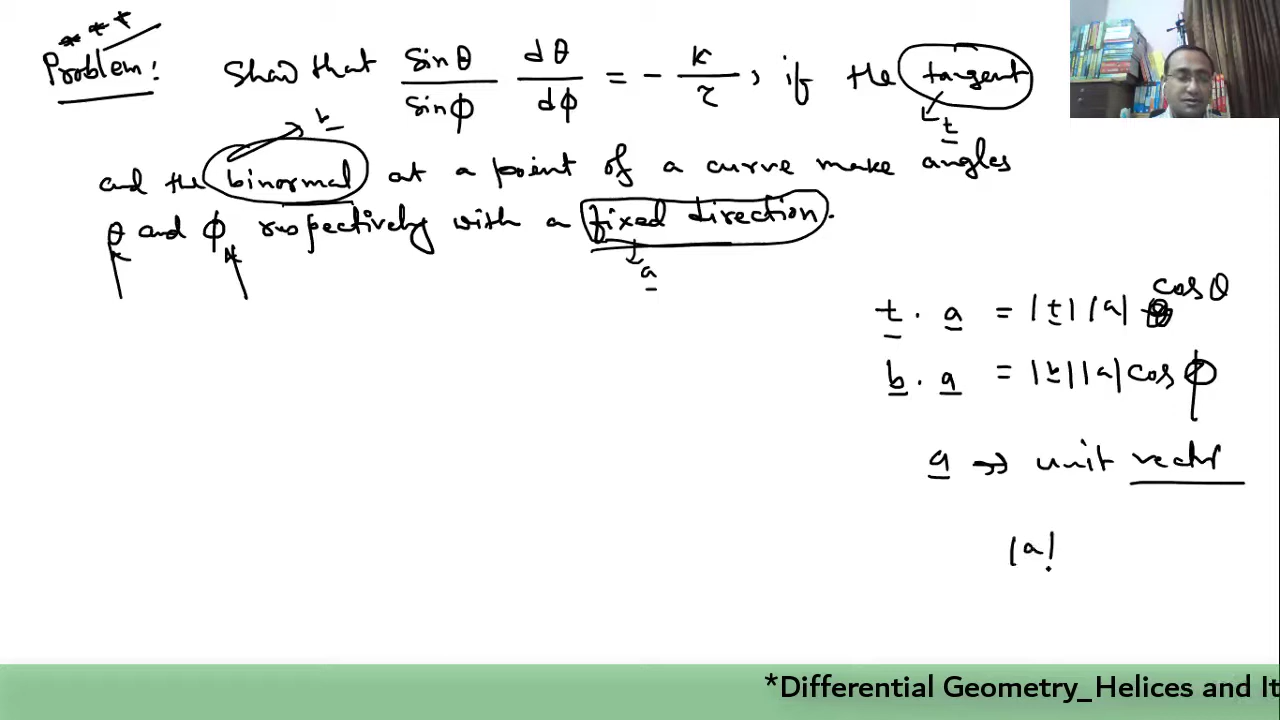 Problem: Show that sinθ/sinϕ dθ/dϕ = - κ/τ, if the tangent
t
b
and the binormal at a point of a curve make angles
θ and ϕ respectively with a fixed direction.
a
t . a = |t| |a| cosθ
b . a = |b| |a| cos ϕ
a → unit vector
|a|
*Differential Geometry_Helices and It